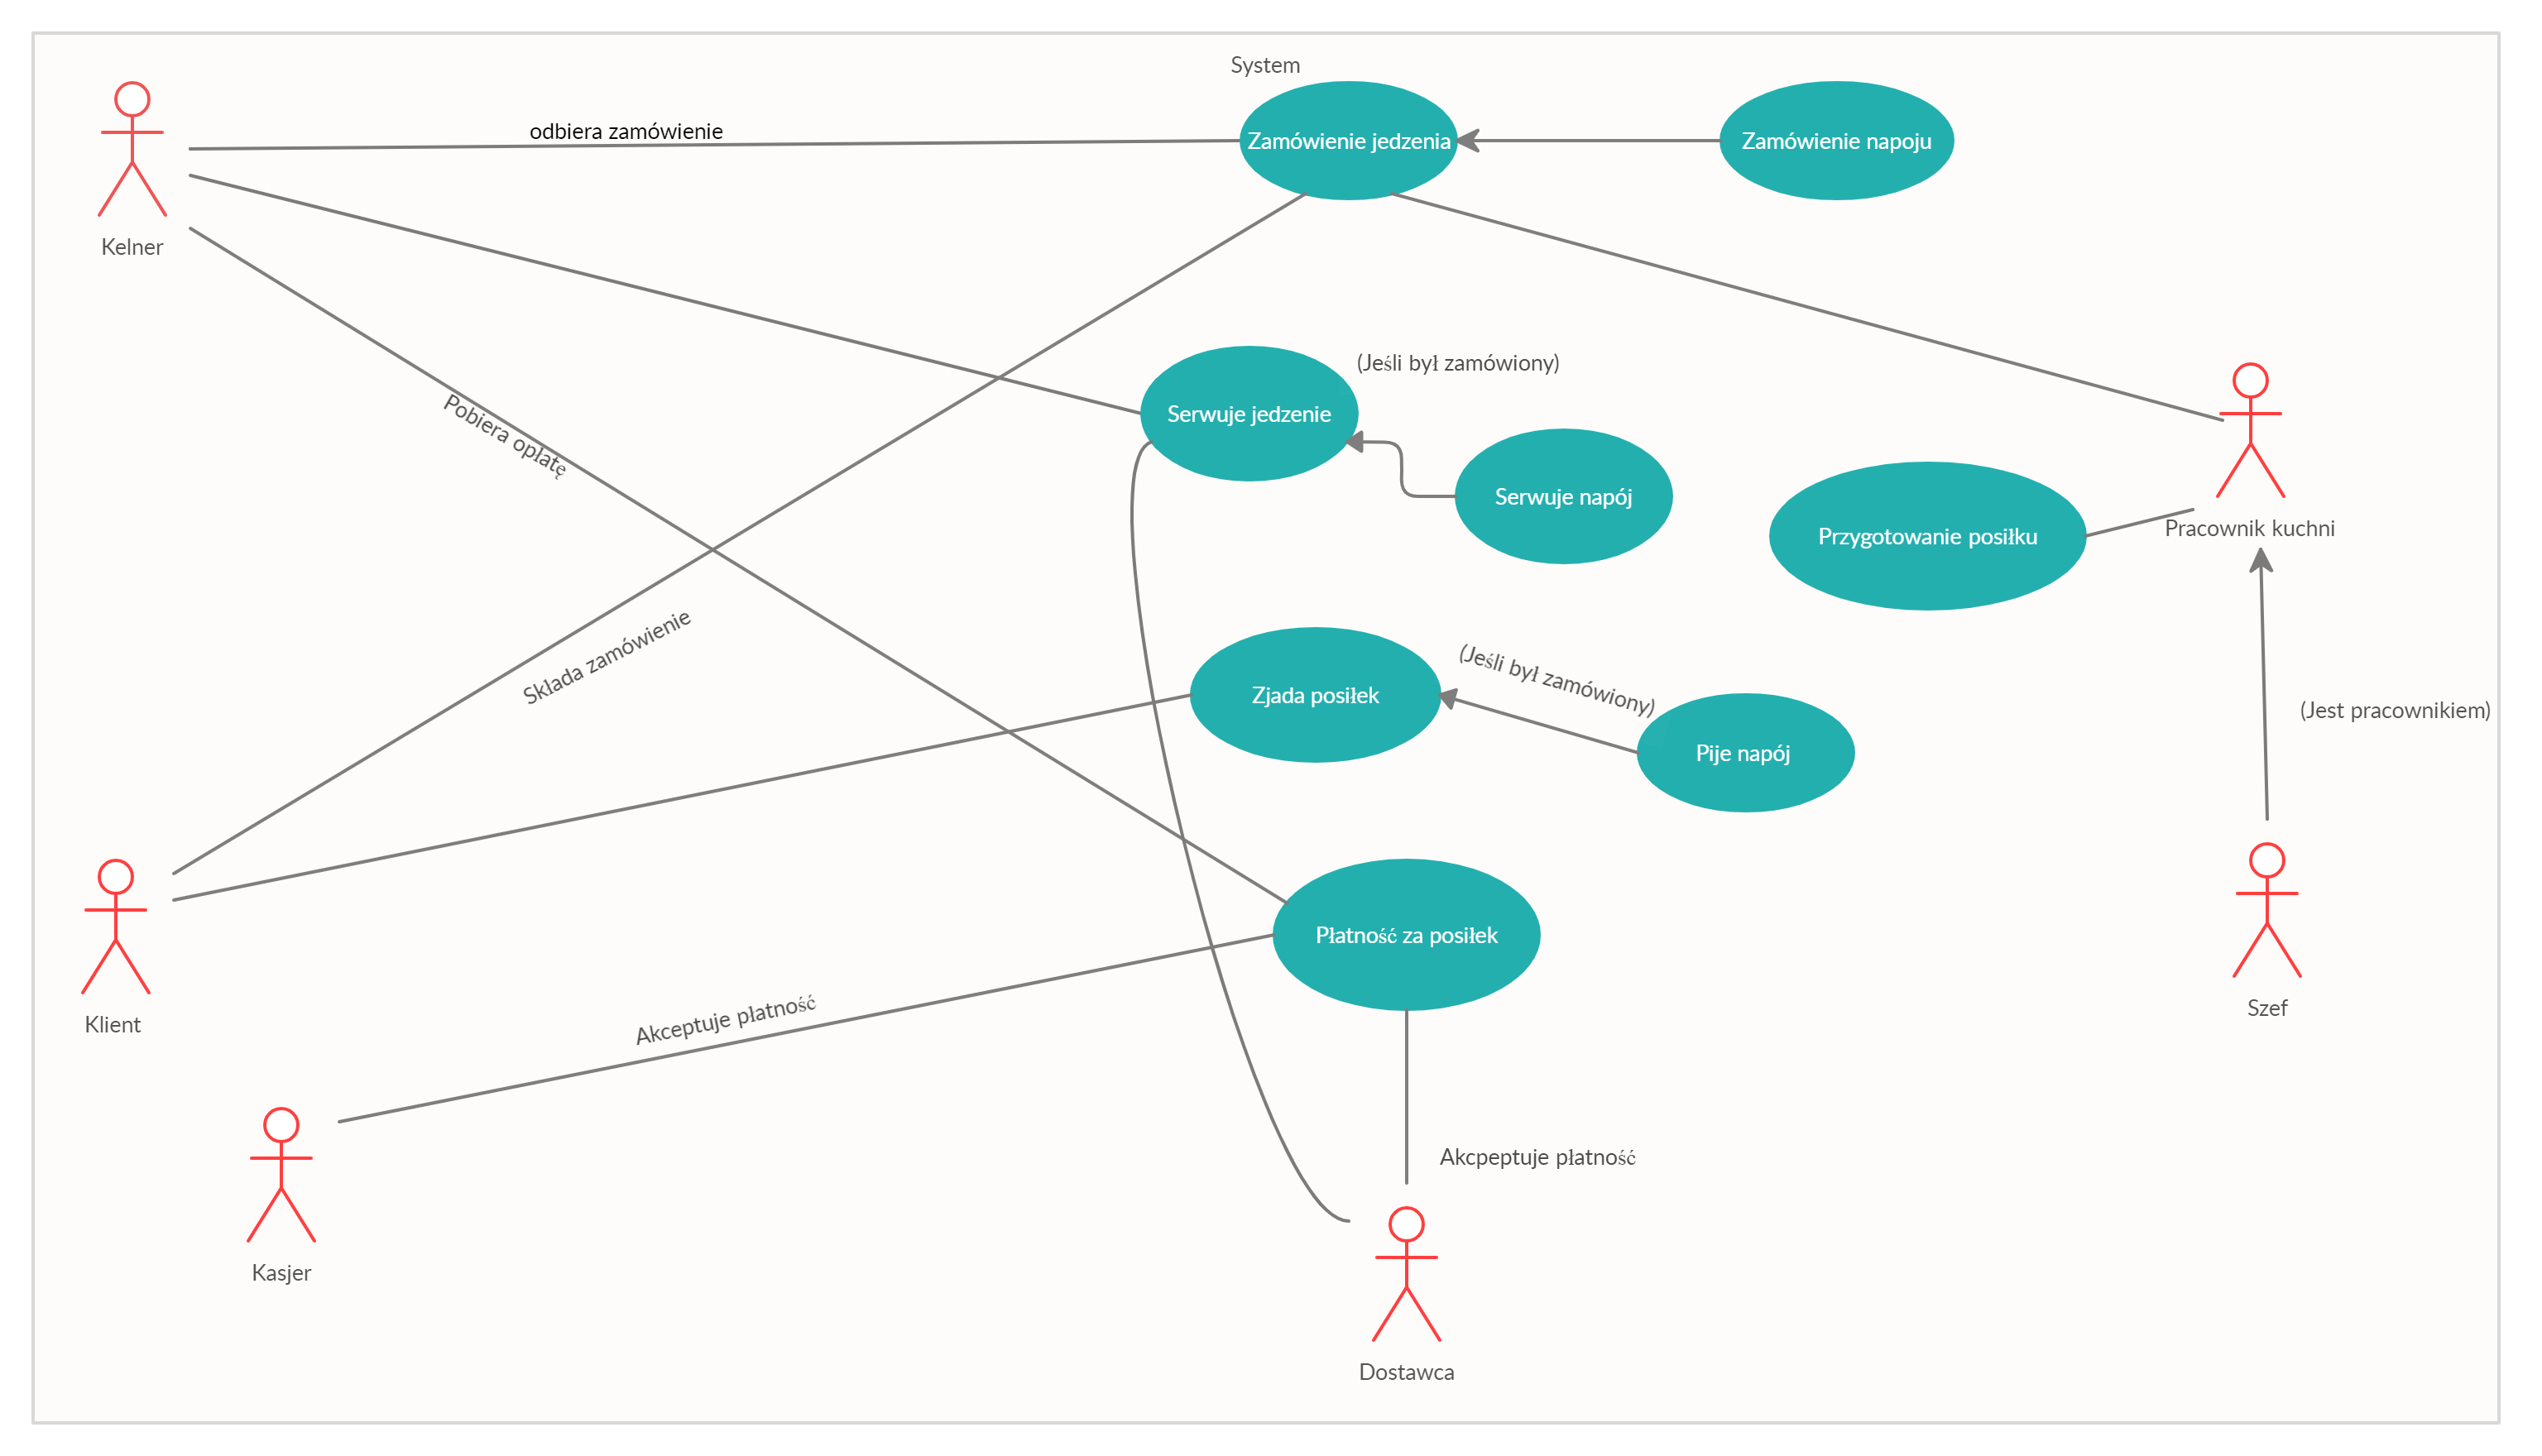 System
odbiera zamówienie
Zamówienie jedzenia
Zamówienie napoju
Kelner
(Jeśli był zamówiony)
Serwuje jedzenie
Pobiera opłatę
Serwuje napój
Pracownik kuchni
Przygotowanie posiłku
Składa zamówienie
(Jeśli był zamówiony)
Zjada posiłek
(Jest pracownikiem)
Pije napój
Płatność za posiłek
Szef
Klient
Akceptuje płatność
Akcpeptuje płatność
Kasjer
Dostawca